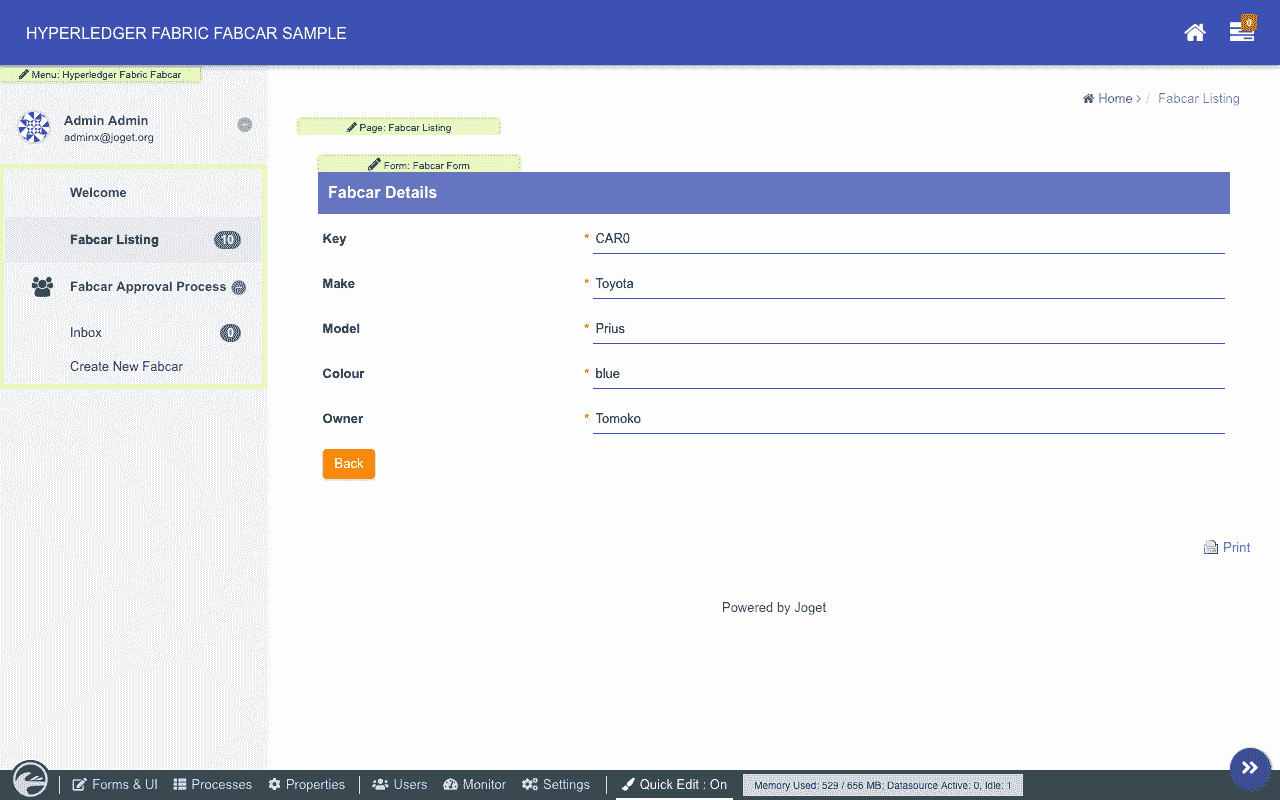 HYPERLEDGER FABRIC FABCAR SAMPLE
0
Menu: Hyperledger Fabric Fabcar
Home > / Fabcar Listing
Admin Admin
adminx@joget.org
Page: Fabcar Listing
Form: Fabcar Form
Welcome
Fabcar Listing 10
Fabcar Approval Process
Inbox 0
Create New Fabcar
Fabcar Details
Key * CAR0
Make * Toyota
Model * Prius
Colour * blue
Owner * Tomoko
Back
Print
Powered by Joget
Forms & UI Processes Properties Users Monitor Settings Quick Edit : On Memory Used: 529 / 656 MB; Datasource Active: 0, Idle: 1